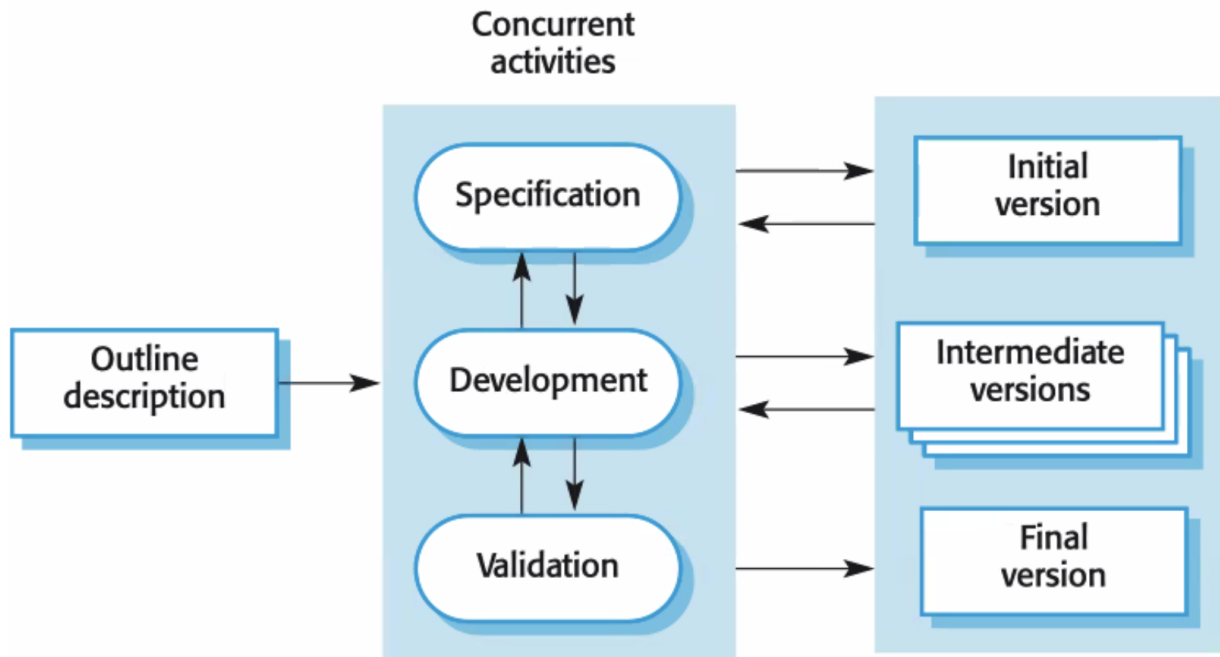 Concurrent
activities
Outline
description
Specification
Development
Validation
Initial
version
Intermediate
versions
Final
version